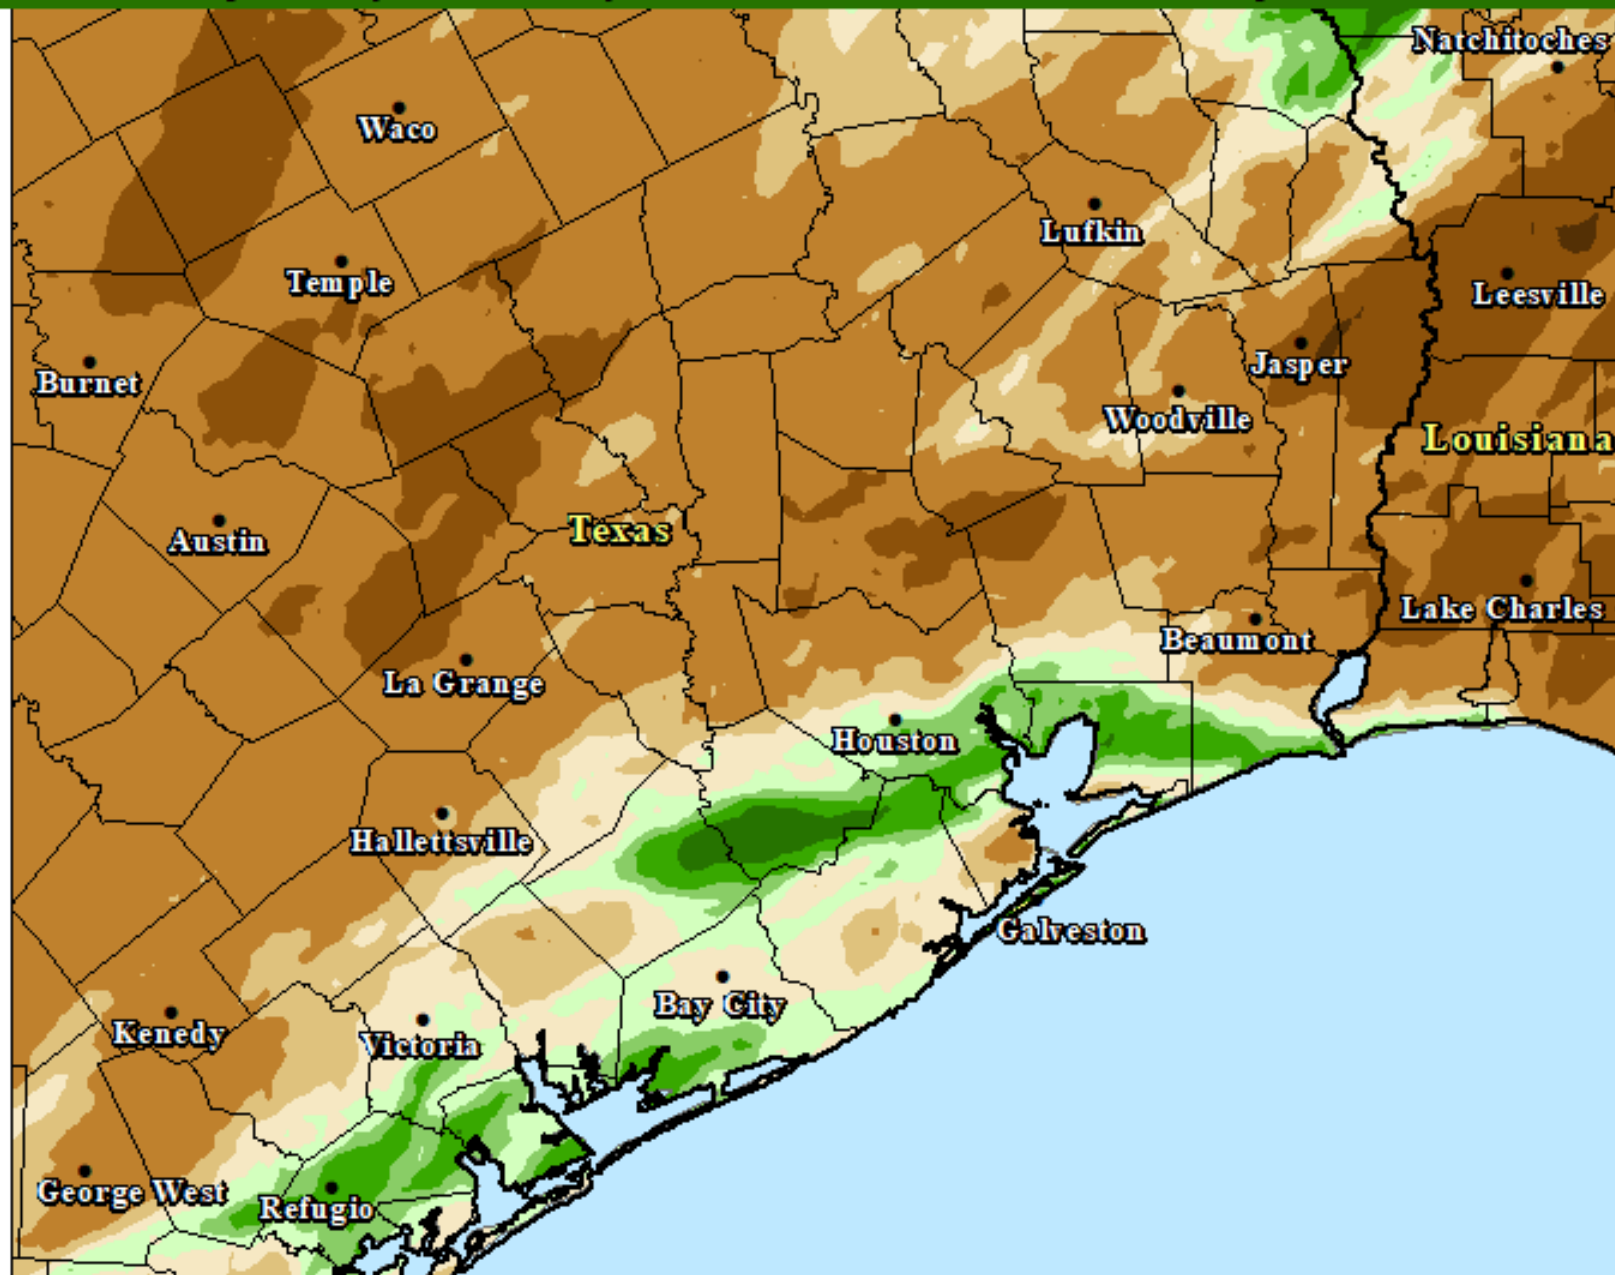 Natchitoches
Waco
Lufkin
Temple
Leesville
Burnet
Jasper
Woodville
Louisiana
Texas
Austin
Lake Charles
Beaumont
La Grange
Houston
Hallettsville
Galveston
Bay City
Kenedy
Victoria
George West
Refugio